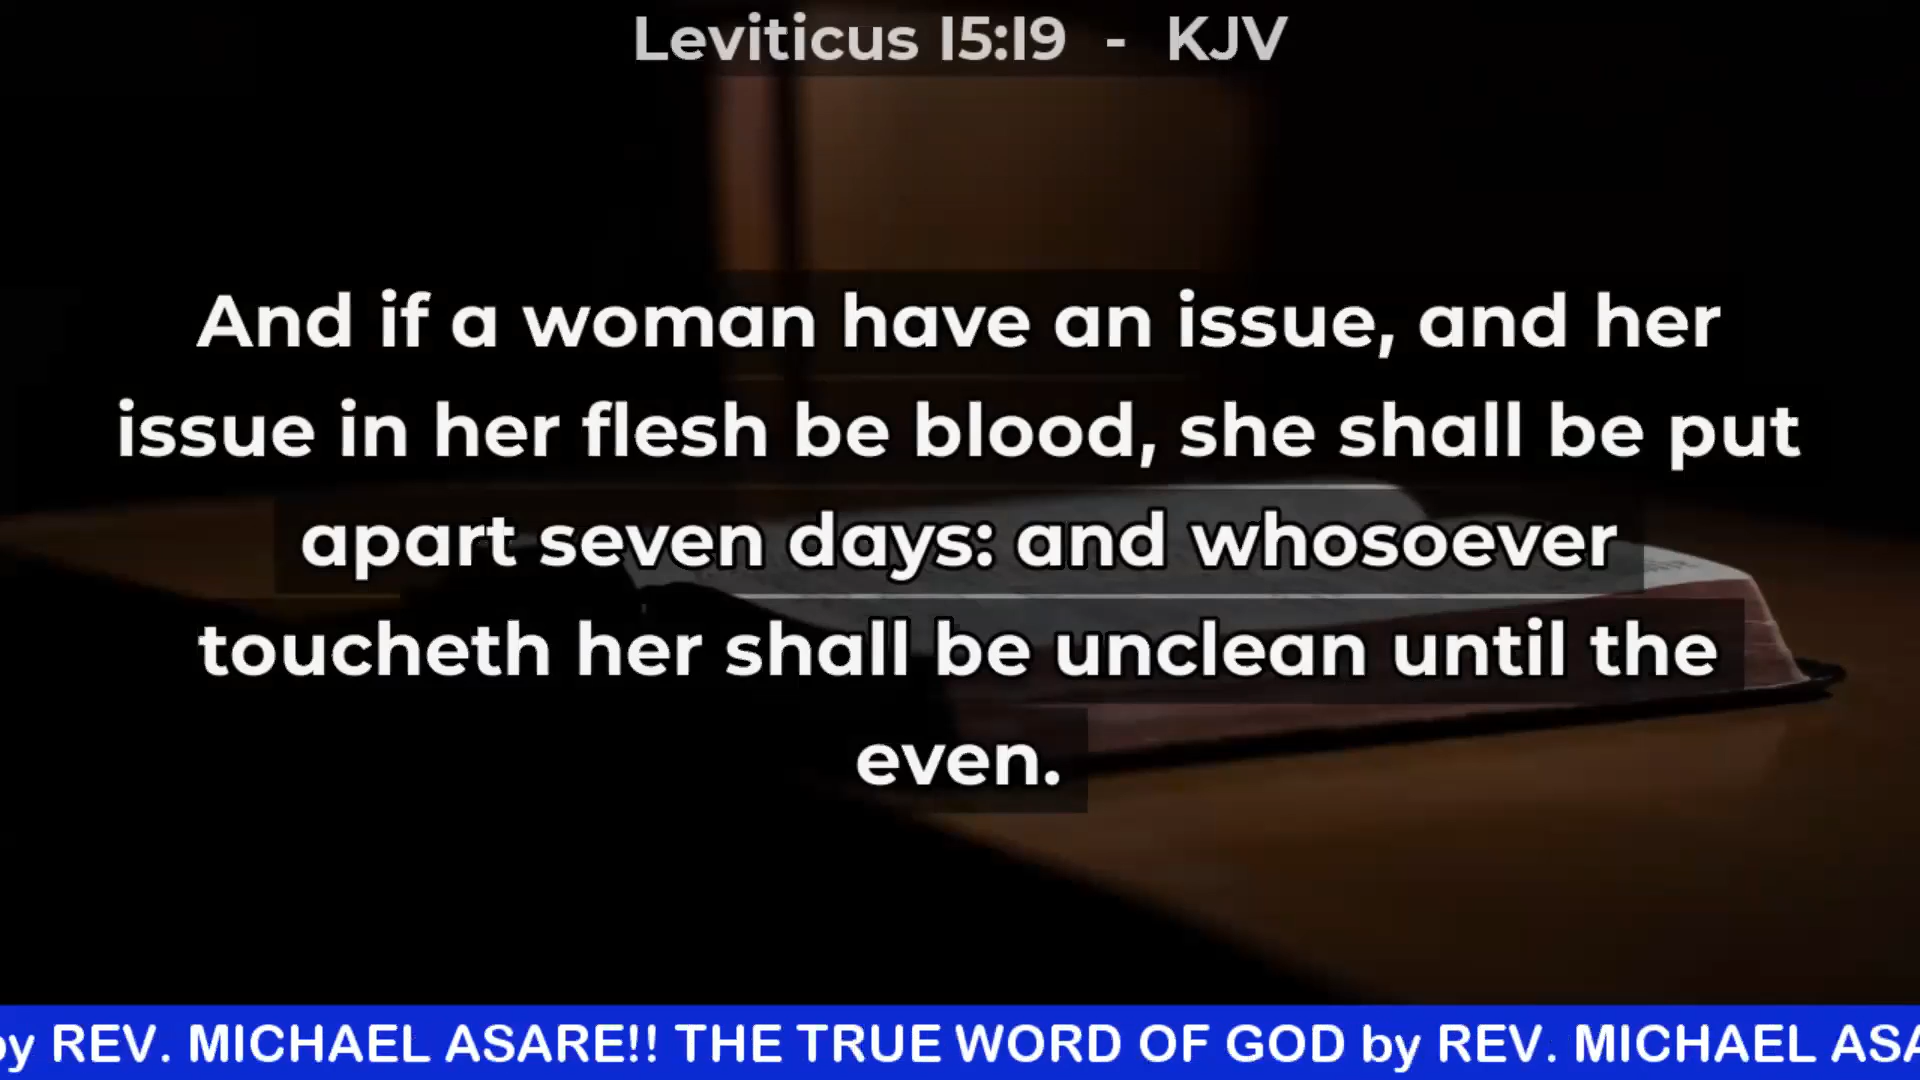 Leviticus 15:19 - KJV
And if a woman have an issue, and her
issue in her flesh be blood, she shall be put
apart seven days: and whosoever
toucheth her shall be unclean until the
even.
by REV. MICHAEL ASARE!! THE TRUE WORD OF GOD by REV. MICHAEL ASA